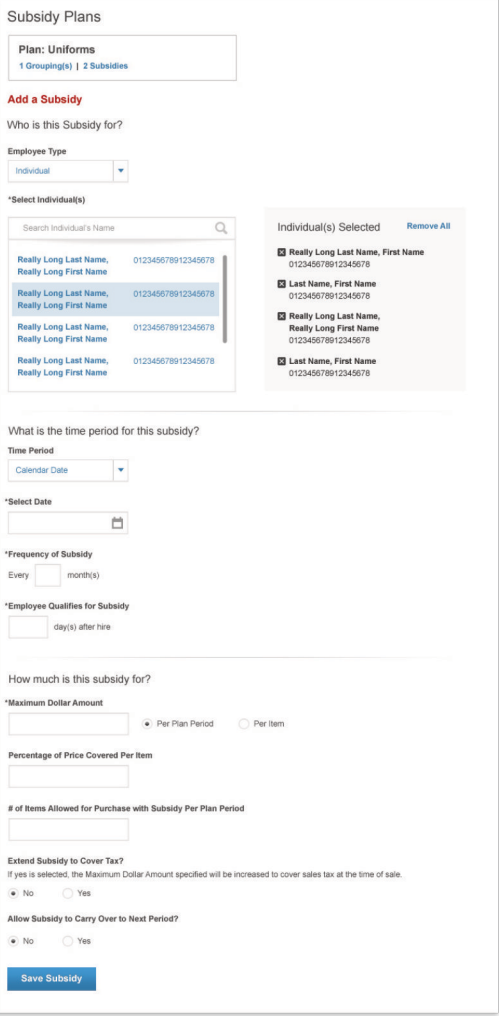 Subsidy Plans
Plan: Uniforms
1 Grouping(s) | 2 Subsidies
Add a Subsidy
Who is this Subsidy for?
Employee Type
Individual
*Select Individual(s)
Search Individual's Name
Really Long Last Name, 012345678912345678
Really Long First Name
Really Long Last Name, 012345678912345678
Really Long First Name
Really Long Last Name, 012345678912345678
Really Long First Name
Really Long Last Name, 012345678912345678
Really Long First Name
Individual(s) Selected Remove All
Really Long Last Name, First Name
012345678912345678
Last Name, First Name
012345678912345678
Really Long Last Name,
Really Long First Name
012345678912345678
Last Name, First Name
012345678912345678
What is the time period for this subsidy?
Time Period
Calendar Date
*Select Date
*Frequency of Subsidy
Every month(s)
*Employee Qualifies for Subsidy
day(s) after hire
How much is this subsidy for?
*Maximum Dollar Amount
Per Plan Period Per Item
Percentage of Price Covered Per Item
# of Items Allowed for Purchase with Subsidy Per Plan Period
Extend Subsidy to Cover Tax?
If yes is selected, the Maximum Dollar Amount specified will be increased to cover sales tax at the time of sale.
No Yes
Allow Subsidy to Carry Over to Next Period?
No Yes
Save Subsidy